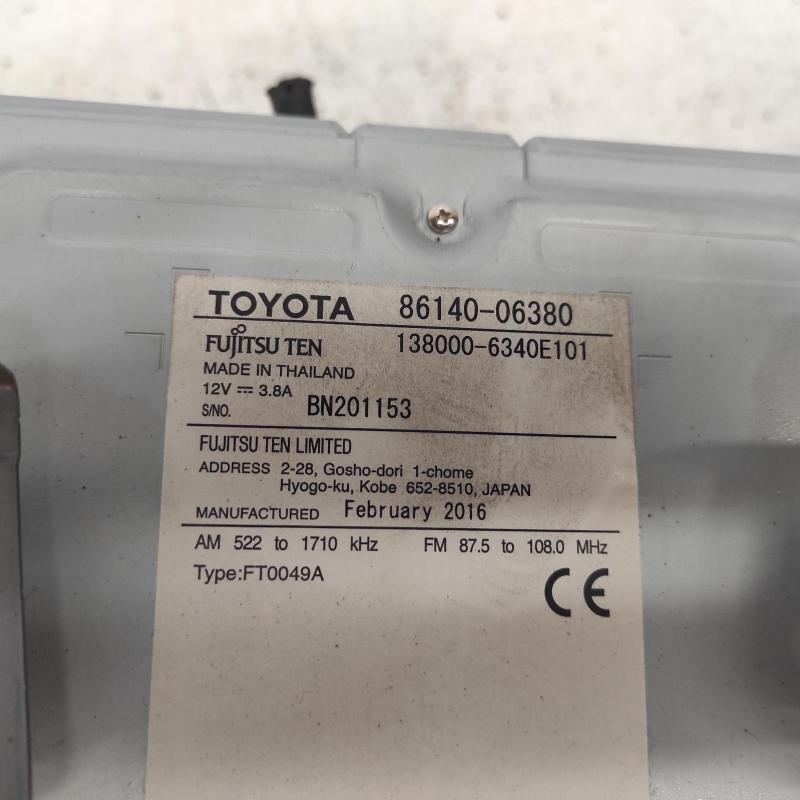 TOYOTA 86140-06380
FUJITSU TEN 138000-6340E101
MADE IN THAILAND
12V ⎓ 3.8A
S/NO. BN201153
FUJITSU TEN LIMITED
ADDRESS 2-28, Gosho-dori 1-chome
Hyogo-ku, Kobe 652-8510, JAPAN
MANUFACTURED February 2016
AM 522 to 1710 kHz FM 87.5 to 108.0 MHz
Type:FT0049A
CE